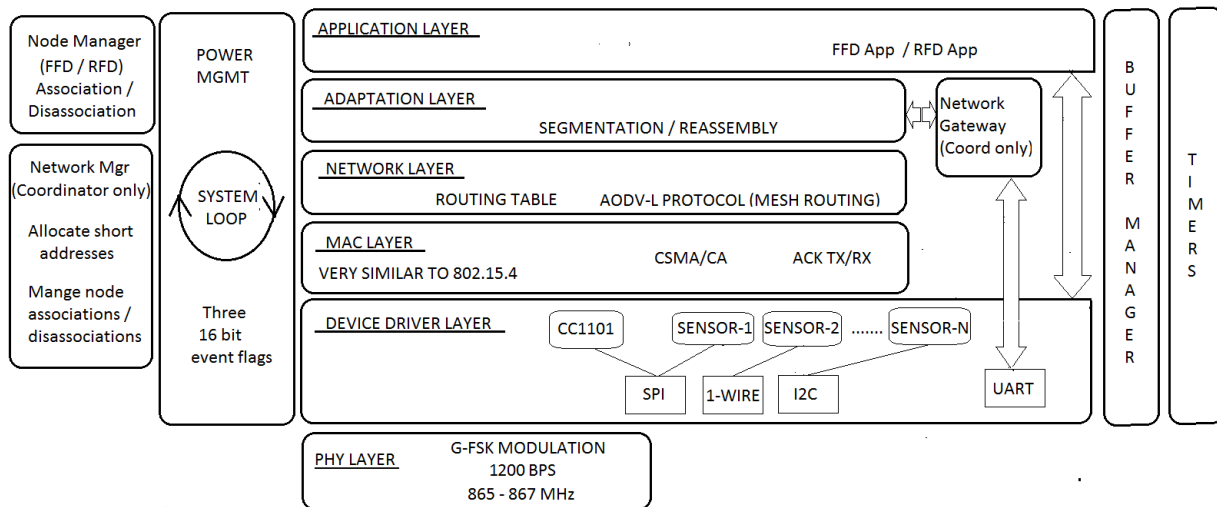 Node Manager
(FFD / RFD)
Association /
Disassociation
Network Mgr
(Coordinator only)
Allocate short
addresses
Mange node
associations /
disassociations
POWER
MGMT
SYSTEM
LOOP
Three
16 bit
event flags
APPLICATION LAYER
FFD App / RFD App
ADAPTATION LAYER
SEGMENTATION / REASSEMBLY
Network
Gateway
(Coord only)
NETWORK LAYER
ROUTING TABLE AODV-L PROTOCOL (MESH ROUTING)
MAC LAYER
CSMA/CA ACK TX/RX
VERY SIMILAR TO 802.15.4
DEVICE DRIVER LAYER
CC1101 SENSOR-1 SENSOR-2 ....... SENSOR-N
SPI 1-WIRE I2C UART
PHY LAYER
G-FSK MODULATION
1200 BPS
865 - 867 MHz
BUFFER MANAGER
TIMERS